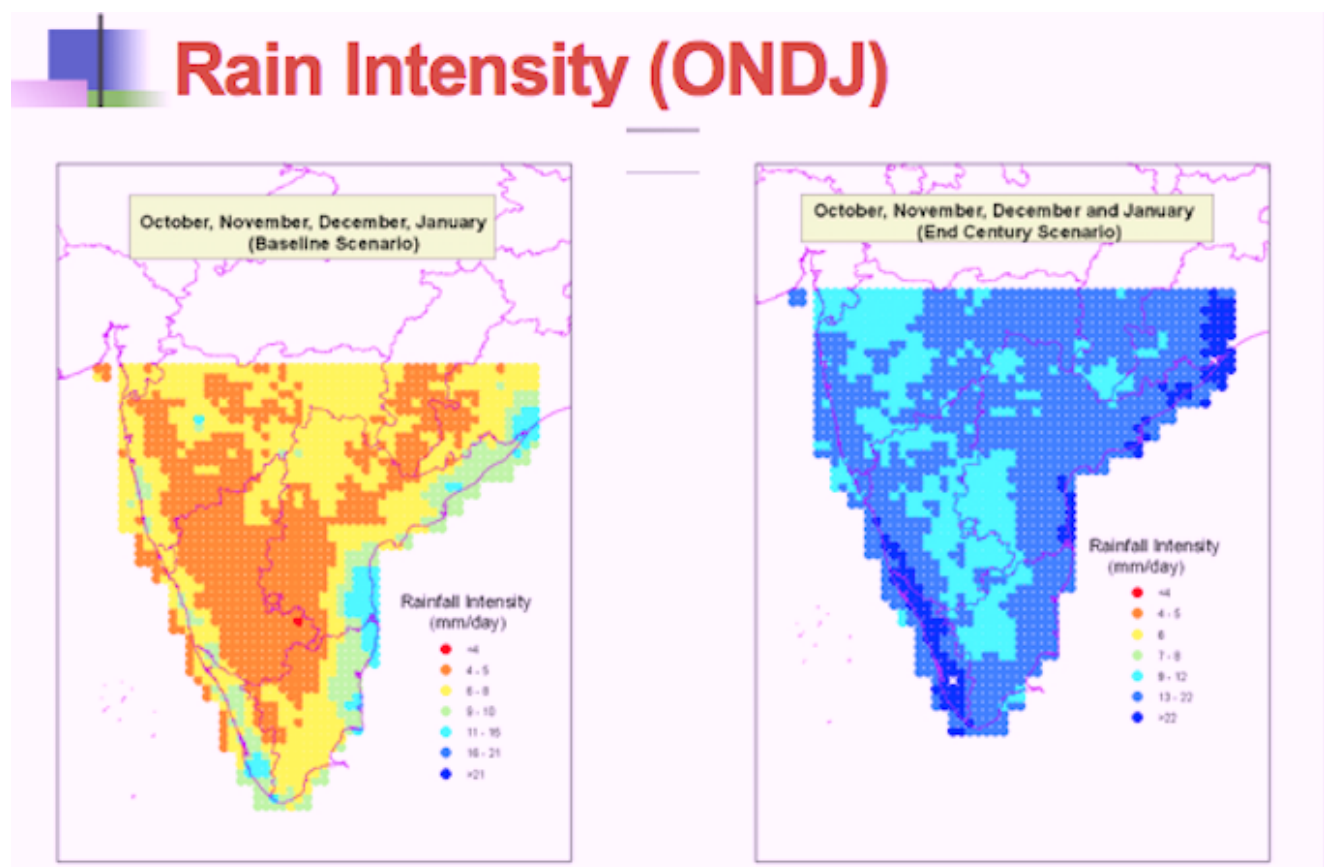 Rain Intensity (ONDJ)
October, November, December, January
(Baseline Scenario)
Rainfall Intensity
(mm/day)
<4
4 - 5
6 - 8
9 - 10
11 - 15
16 - 21
>21
October, November, December and January
(End Century Scenario)
Rainfall Intensity
(mm/day)
<4
4 - 5
6
7 - 8
9 - 12
13 - 22
>22